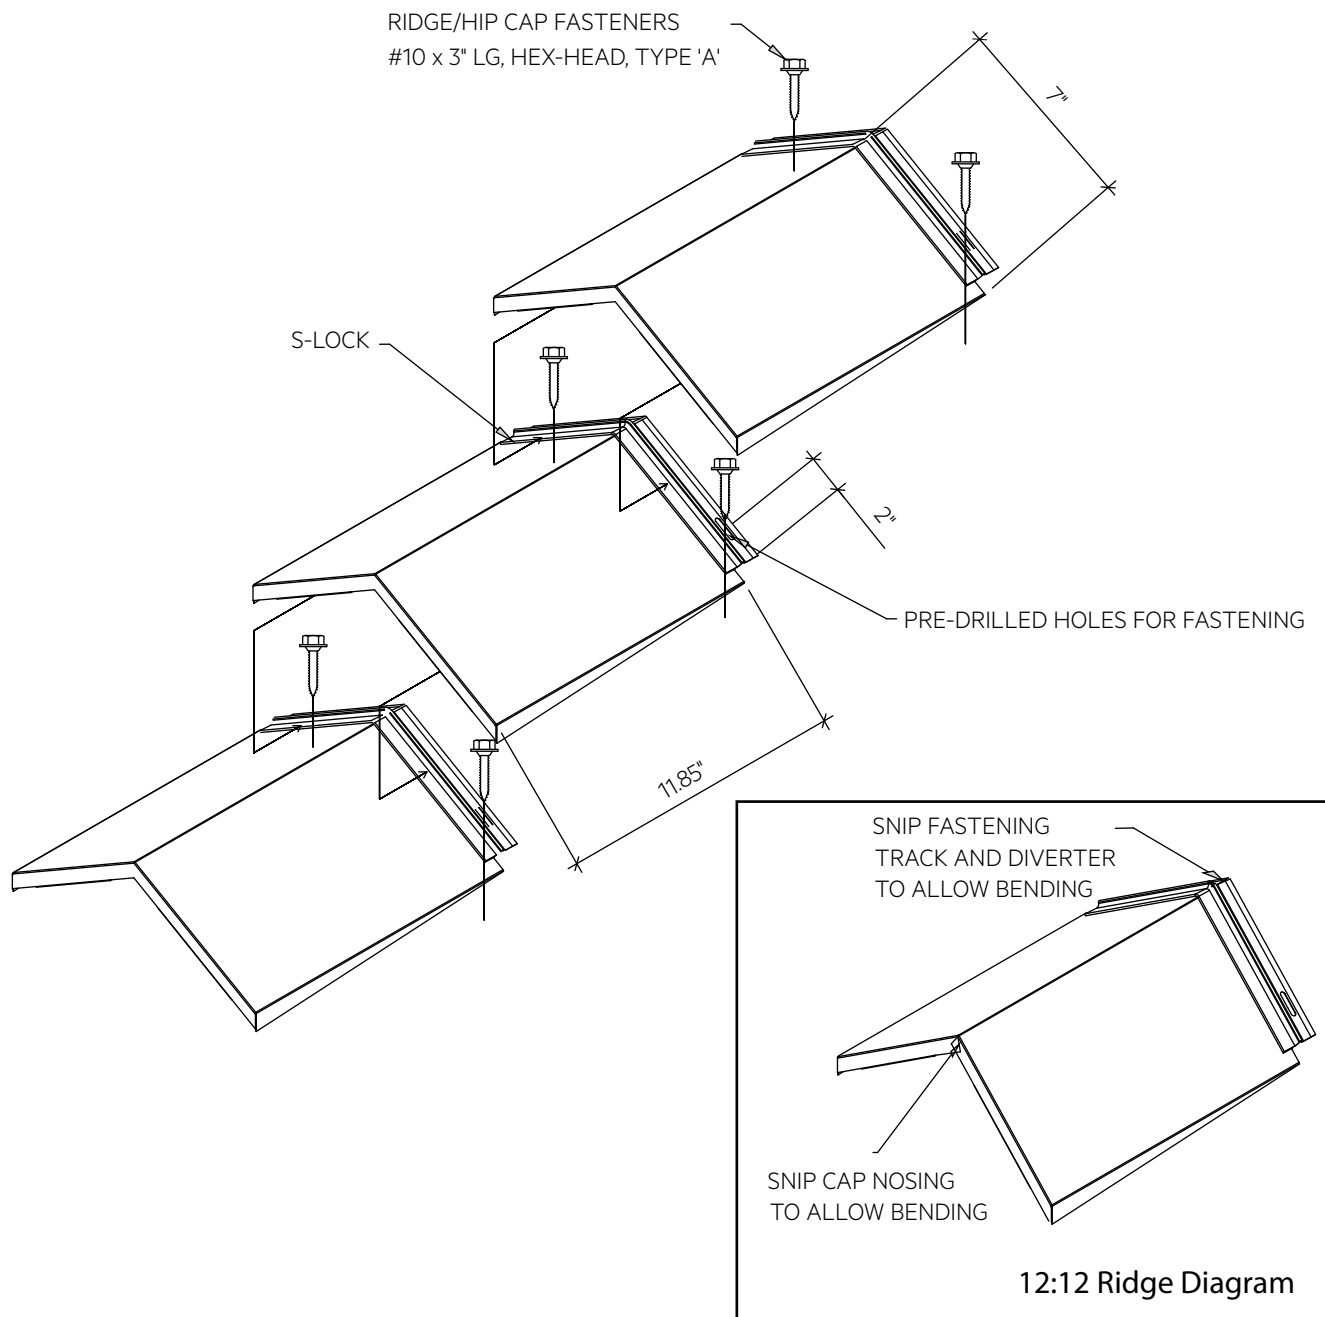 RIDGE/HIP CAP FASTENERS
#10 x 3" LG, HEX-HEAD, TYPE 'A'
7"
S-LOCK
2"
PRE-DRILLED HOLES FOR FASTENING
11.85"
SNIP FASTENING
TRACK AND DIVERTER
TO ALLOW BENDING
SNIP CAP NOSING
TO ALLOW BENDING
12:12 Ridge Diagram